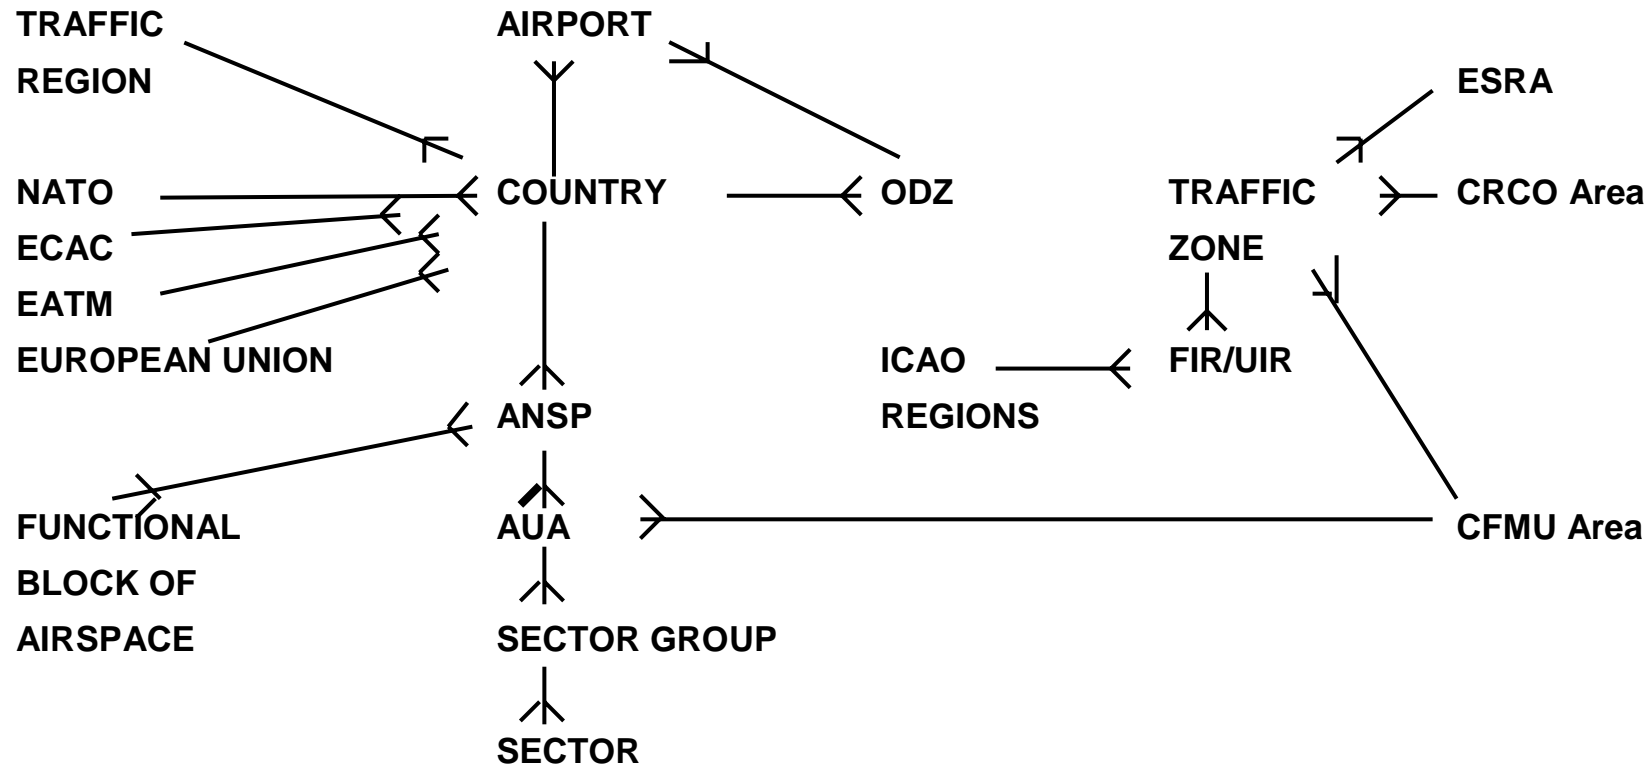 TRAFFIC
REGION
AIRPORT
ESRA
NATO
COUNTRY
ODZ
TRAFFIC
ZONE
CRCO Area
ECAC
EATM
EUROPEAN UNION
ICAO
REGIONS
FIR/UIR
ANSP
FUNCTIONAL
BLOCK OF
AIRSPACE
AUA
CFMU Area
SECTOR GROUP
SECTOR